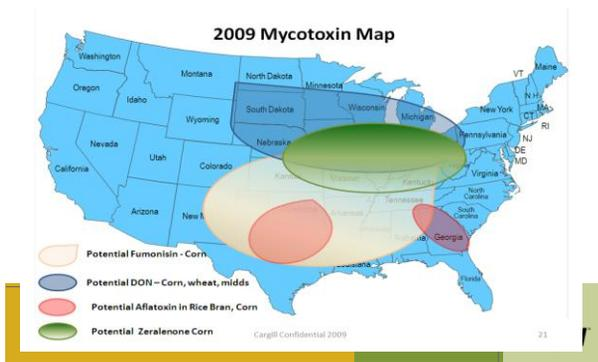 2009 Mycotoxin Map
Washington
Oregon
California
Nevada
Idaho
Montana
Wyoming
Utah
Arizona
Colorado
North Dakota
South Dakota
Nebraska
Minnesota
Wisconsin
Michigan
Kentucky
Tennessee
Arkansas
Georgia
Florida
South
Carolina
North
Carolina
Virginia
Pennsylvania
New York
VT
Maine
N H
MA
CT
RI
NJ
DE
MD
Potential Fumonisin - Corn
Potential DON – Corn, wheat, midds
Potential Aflatoxin in Rice Bran, Corn
Potential Zeralenone Corn
Cargill Confidential 2009
21